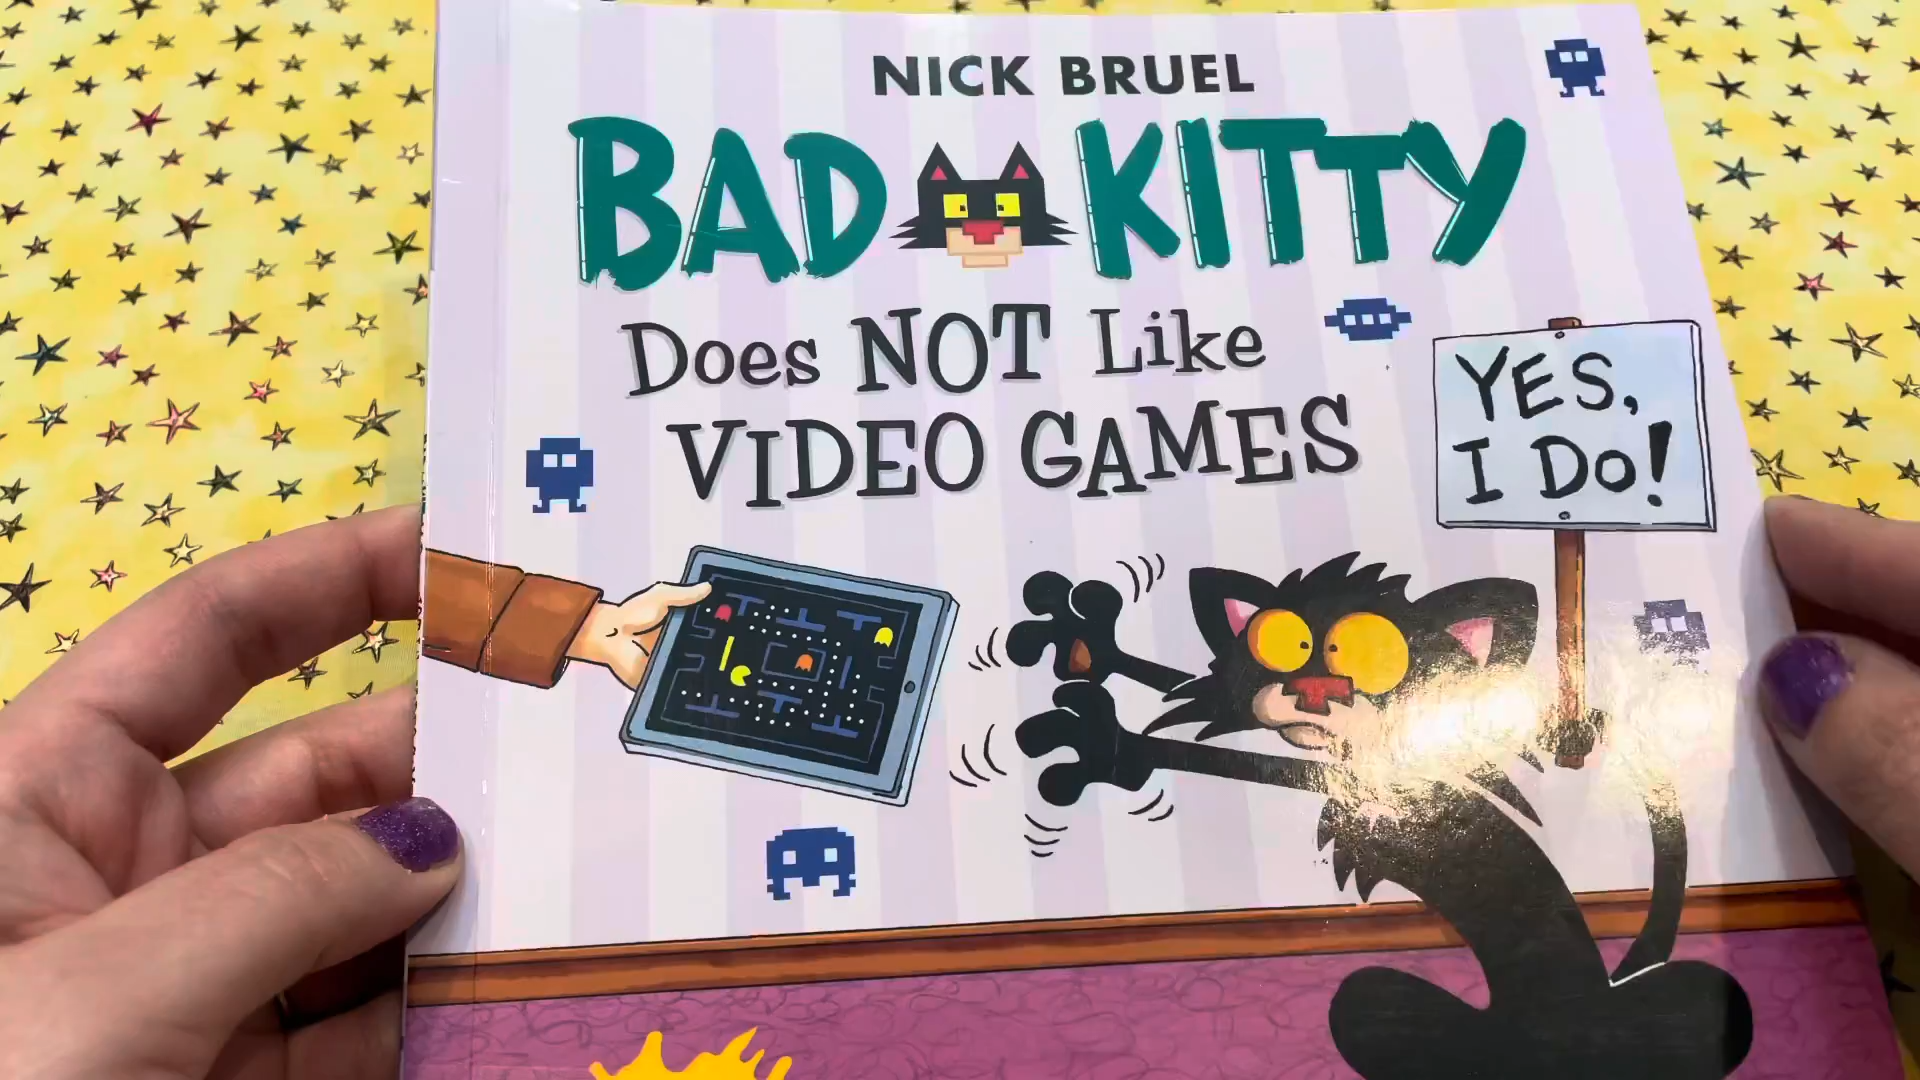 NICK BRUEL
BAD KITTY
Does NOT Like
VIDEO GAMES
YES,
I DO!